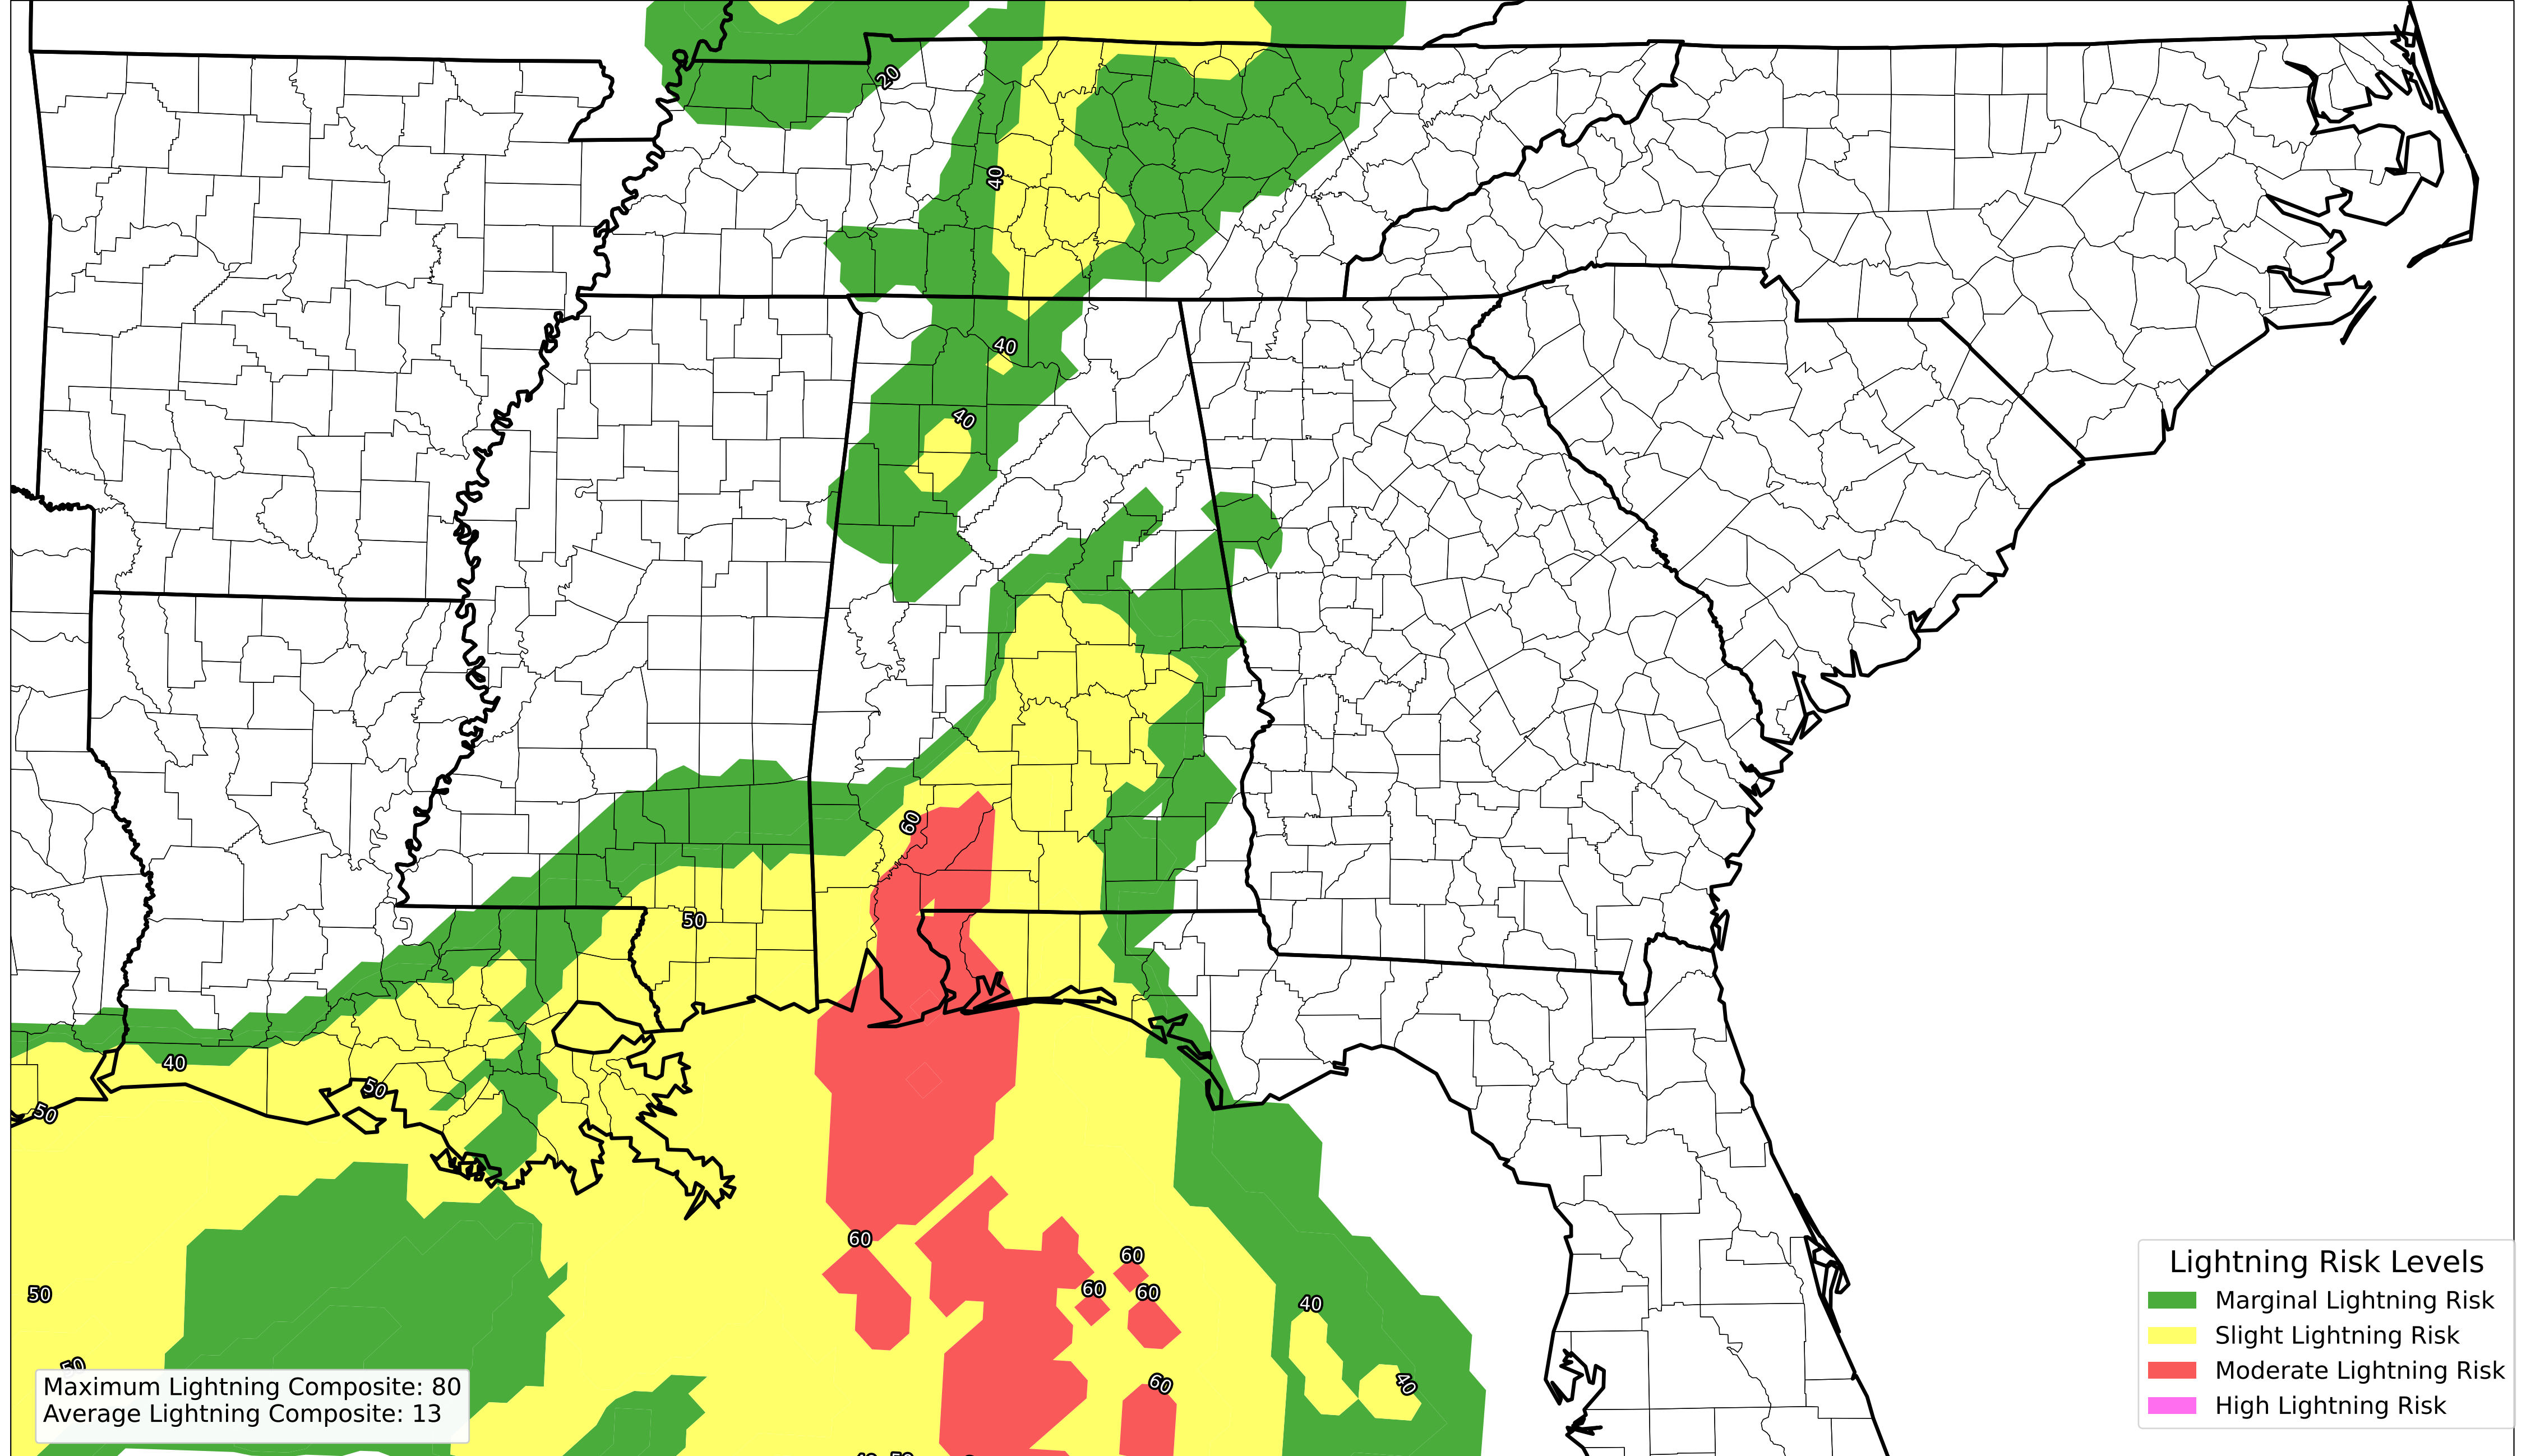 20
40
40
40
60
50
40
50
50
60
60
60
60
50
40
50
60
40
Lightning Risk Levels
Marginal Lightning Risk
Slight Lightning Risk
Moderate Lightning Risk
High Lightning Risk
Maximum Lightning Composite: 80
Average Lightning Composite: 13